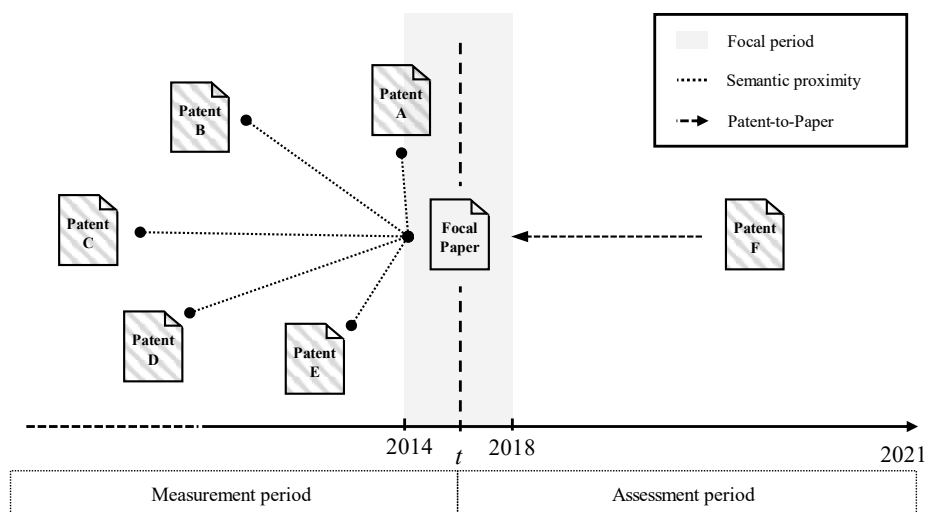 Focal period
Semantic proximity
Patent-to-Paper
Patent
A
Patent
B
Patent
C
Focal
Paper
Patent
F
Patent
D
Patent
E
2014
t
2018
2021
Measurement period
Assessment period